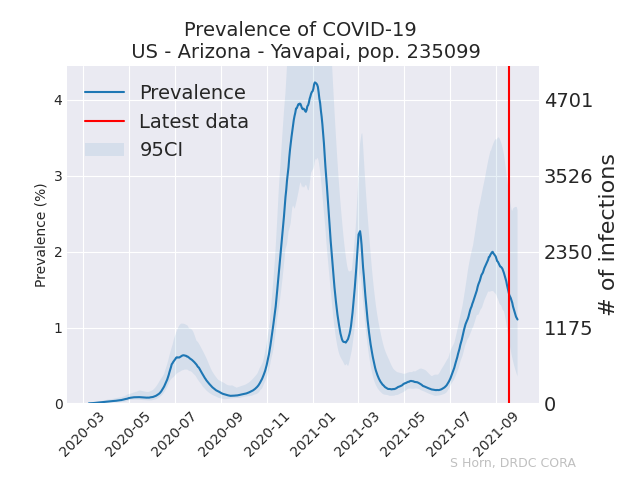 Prevalence of COVID-19
US - Arizona - Yavapai, pop. 235099
Prevalence
Latest data
95CI
Prevalence (%)
4
3
2
1
0
4701
3526
2350
1175
0
# of infections
2020-03
2020-05
2020-07
2020-09
2020-11
2021-01
2021-03
2021-05
2021-07
2021-09
S Horn, DRDC CORA